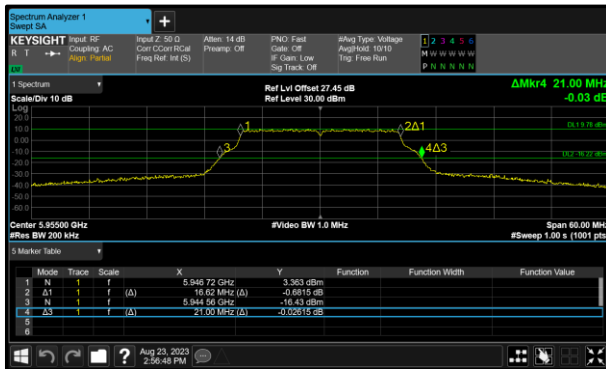 Spectrum Analyzer 1
Swept SA
KEYSIGHT Input: RF Input Z: 50 Ω Atten: 14 dB PNO: Fast #Avg Type: Voltage 1 2 3 4 5 6
R T Coupling: AC Corr CCorr RCal Preamp: Off Gate: Off Avg|Hold: 10/10 M W W W W W
Align: Partial Freq Ref: Int (S) IF Gain: Low Trig: Free Run
Sig Track: Off P N N N N N
1 Spectrum Ref Lvl Offset 27.45 dB ΔMkr4 21.00 MHz
Scale/Div 10 dB Ref Level 30.00 dBm -0.03 dB
Log
20.0
1 2Δ1 DL1 9.78 dBm
10.0
0.00
3 4Δ3 DL2 -16.22 dBm
-10.0
-20.0
-30.0
-40.0
-50.0
-60.0
Center 5.95500 GHz #Video BW 1.0 MHz Span 60.00 MHz
#Res BW 200 kHz #Sweep 1.00 s (1001 pts)
5 Marker Table
Mode Trace Scale X Y Function Function Width Function Value
1 N 1 f 5.946 72 GHz 3.363 dBm
2 Δ1 1 f (Δ) 16.62 MHz (Δ) -0.6815 dB
3 N 1 f 5.944 56 GHz -16.43 dBm
4 Δ3 1 f (Δ) 21.00 MHz (Δ) -0.02615 dB
5
6
? Aug 23, 2023
2:56:48 PM